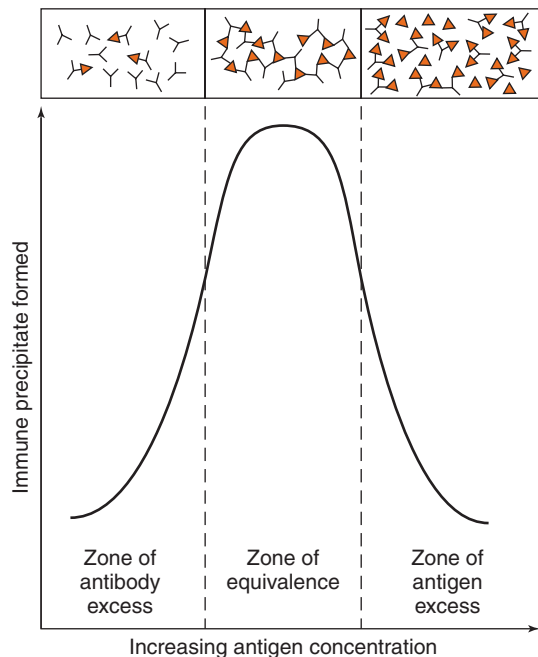 Immune precipitate formed
Zone of
antibody
excess
Zone of
equivalence
Zone of
antigen
excess
Increasing antigen concentration